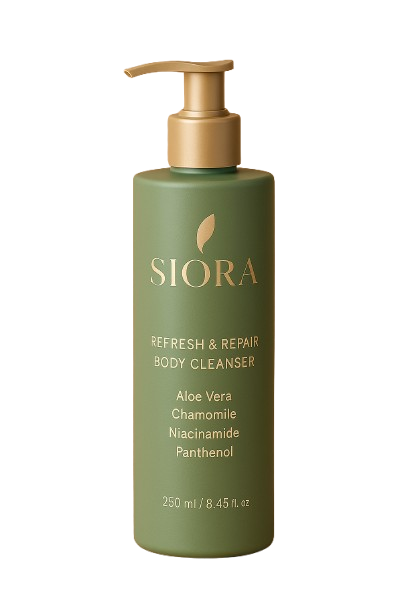 SIORA
REFRESH & REPAIR
BODY CLEANSER
Aloe Vera
Chamomile
Niacinamide
Panthenol
250 ml / 8.45 fl. oz